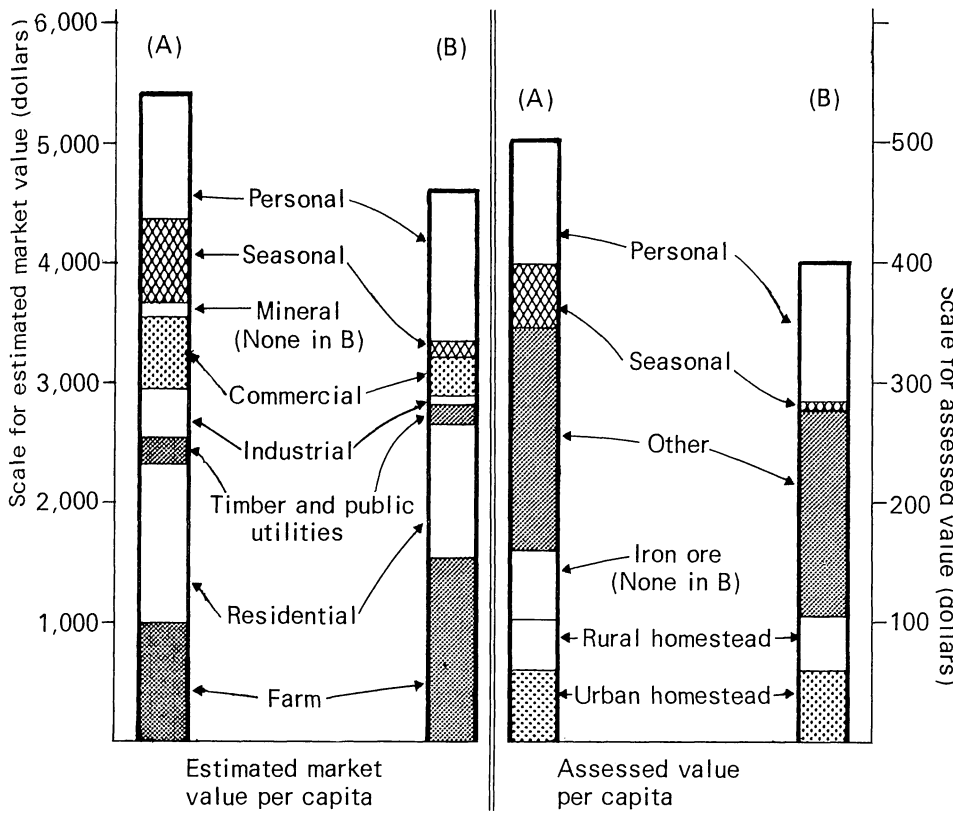 Scale for estimated market value (dollars)
6,000
5,000
4,000
3,000
2,000
1,000
(A)
(B)
Personal
Seasonal
Mineral
(None in B)
Commercial
Industrial
Timber and public
utilities
Residential
Farm
Estimated market
value per capita
(A)
(B)
Personal
Seasonal
Other
Iron ore
(None in B)
Rural homestead
Urban homestead
Assessed value
per capita
500
400
300
200
100
Scale for assessed value (dollars)